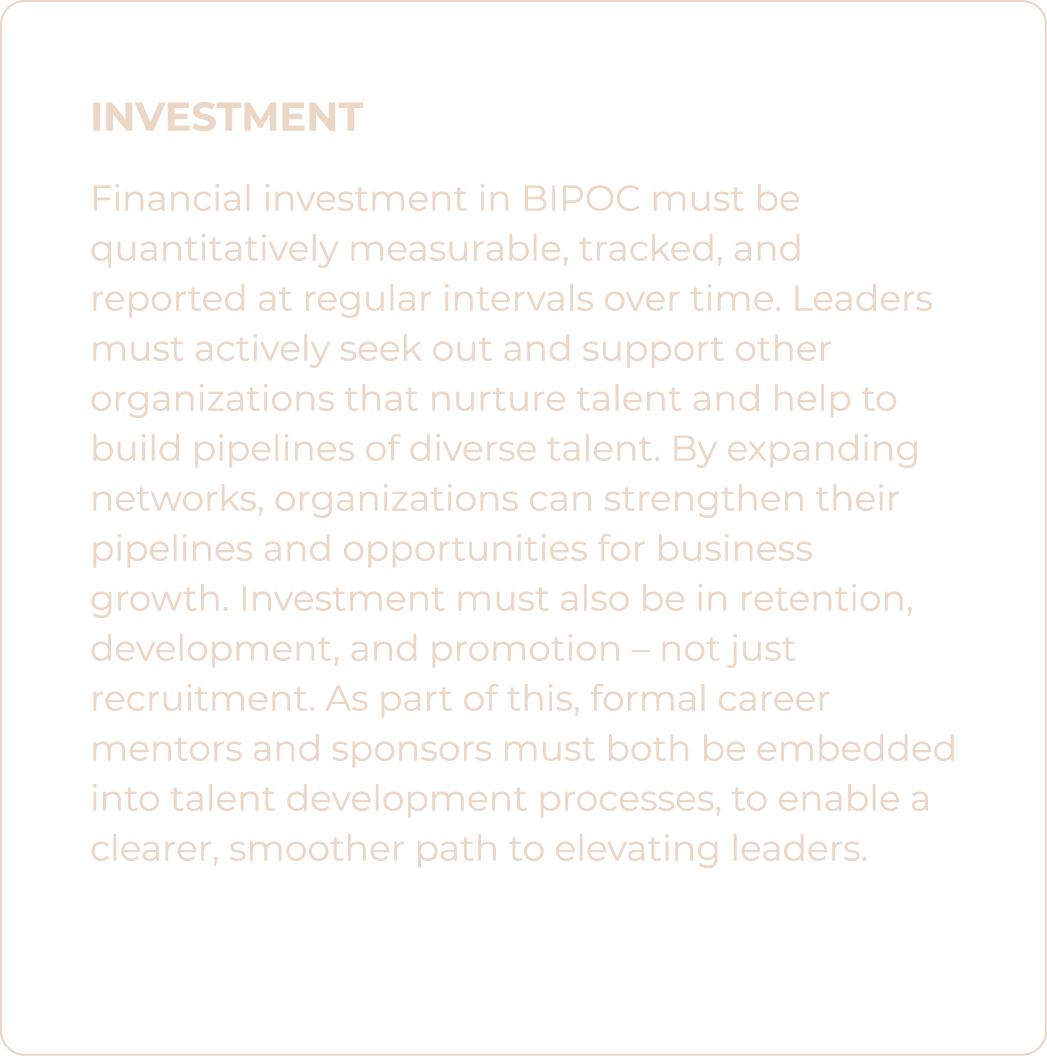 INVESTMENT
Financial investment in BIPOC must be
quantitatively measurable, tracked, and
reported at regular intervals over time. Leaders
must actively seek out and support other
organizations that nurture talent and help to
build pipelines of diverse talent. By expanding
networks, organizations can strengthen their
pipelines and opportunities for business
growth. Investment must also be in retention,
development, and promotion – not just
recruitment. As part of this, formal career
mentors and sponsors must both be embedded
into talent development processes, to enable a
clearer, smoother path to elevating leaders.